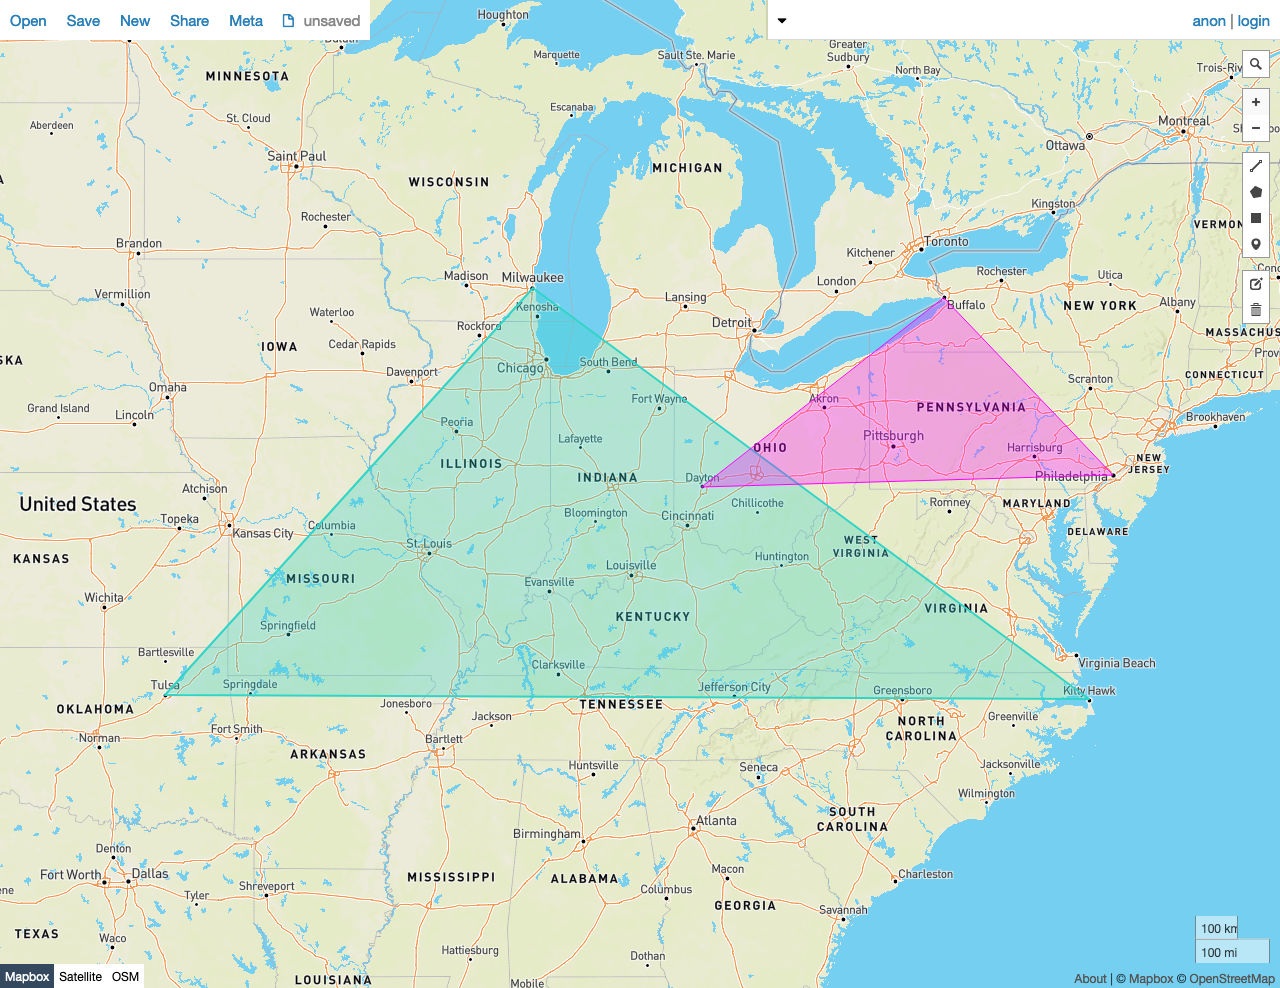 Open Save New Share Meta unsaved
anon | login
Houghton
Duluth
Marquette
Sault Ste. Marie
Greater
Sudbury
North Bay
Trois-Riv
MINNESOTA
Escanaba
Aberdeen
St. Cloud
Montreal
Ottawa
Saint Paul
MICHIGAN
WISCONSIN
Kingston
Rochester
VERMON
Brandon
Toronto
Kitchener
Madison
Milwaukee
London
Rochester
Utica
Vermillion
Lansing
Buffalo
NEW YORK
Albany
Kenosha
Waterloo
Rockford
Detroit
MASSACHUS
IOWA
Cedar Rapids
Prov
SKA
Chicago
South Bend
Davenport
CONNECTICUT
Scranton
Omaha
Fort Wayne
Akron
Grand Island
Lincoln
PENNSYLVANIA
Brookhaven
Peoria
Lafayette
Pittsburgh
OHIO
Harrisburg
ILLINOIS
NEW
JERSEY
INDIANA
Dayton
Philadelphia
Atchison
United States
Romney
MARYLAND
Chillicothe
Topeka
Columbia
Bloomington
Cincinnati
Kansas City
DELAWARE
St. Louis
WEST
VIRGINIA
KANSAS
Huntington
Louisville
MISSOURI
Evansville
Wichita
KENTUCKY
VIRGINIA
Springfield
Bartlesville
Clarksville
Virginia Beach
Tulsa
Springdale
Jefferson City
Greensboro
Kitty Hawk
OKLAHOMA
Jonesboro
TENNESSEE
Jackson
NORTH
CAROLINA
Greenville
Fort Smith
Norman
Bartlett
ARKANSAS
Huntsville
Seneca
Jacksonville
Wilmington
SOUTH
CAROLINA
Atlanta
Birmingham
Denton
Fort Worth
Dallas
Macon
Charleston
MISSISSIPPI
ALABAMA
Shreveport
Columbus
Tyler
GEORGIA
Savannah
TEXAS
Waco
100 km
Hattiesburg
Dothan
100 mi
Mapbox Satellite OSM
LOUISIANA
Mobile
About | © Mapbox © OpenStreetMap